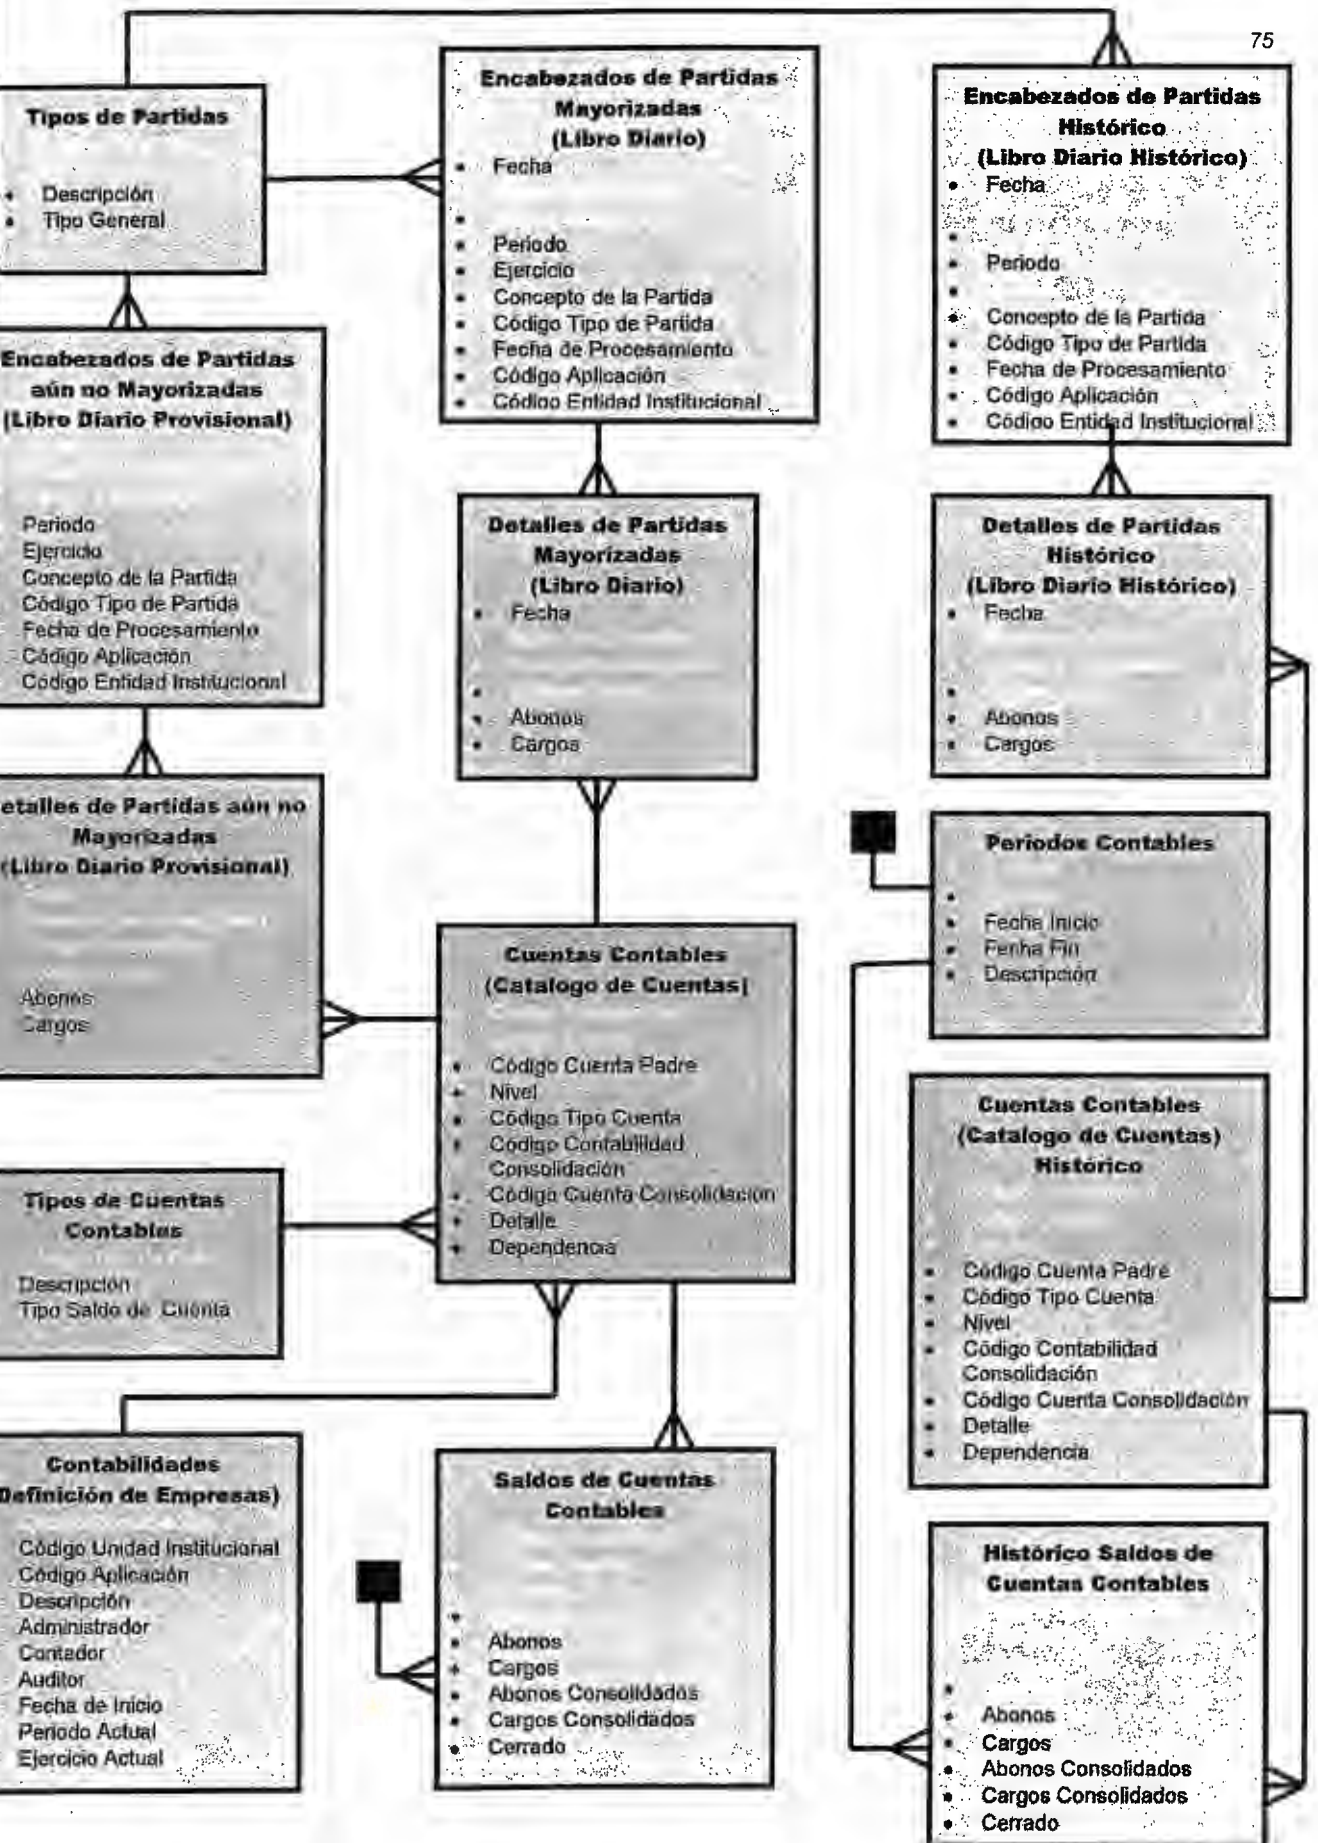 75
Tipos de Partidas
• Descripción
• Tipo General
Encabezados de Partidas
Mayorizadas
(Libro Diario)
• Fecha
• Periodo
• Ejercicio
• Concepto de la Partida
• Código Tipo de Partida
• Fecha de Procesamiento
• Código Aplicación
• Código Entidad Institucional
Encabezados de Partidas
Histórico
(Libro Diario Histórico)
• Fecha
• Periodo
• Concepto de la Partida
• Código Tipo de Partida
• Fecha de Procesamiento
• Código Aplicación
• Código Entidad Institucional
Encabezados de Partidas
aún no Mayorizadas
(Libro Diario Provisional)
Periodo
Ejercicio
Concepto de la Partida
Código Tipo de Partida
Fecha de Procesamiento
Código Aplicación
Código Entidad Institucional
Detalles de Partidas
Mayorizadas
(Libro Diario)
• Fecha
• Abonos
• Cargos
Detalles de Partidas
Histórico
(Libro Diario Histórico)
• Fecha
• Abonos
• Cargos
etalles de Partidas aún no
Mayorizadas
(Libro Diario Provisional)
Abonos
Cargos
Periodos Contables
• Fecha Inicio
• Fecha Fin
• Descripción
Cuentas Contables
(Catalogo de Cuentas)
• Código Cuenta Padre
• Nivel
• Código Tipo Cuenta
• Código Contabilidad
Consolidación
• Código Cuenta Consolidación
• Detalle
• Dependencia
Cuentas Contables
(Catalogo de Cuentas)
Histórico
• Código Cuenta Padre
• Código Tipo Cuenta
• Nivel
• Código Contabilidad
Consolidación
• Código Cuenta Consolidación
• Detalle
• Dependencia
Tipos de Cuentas
Contables
Descripción
Tipo Saldo de Cuenta
Contabilidades
Definición de Empresas)
Código Unidad Institucional
Código Aplicación
Descripción
Administrador
Contador
Auditor
Fecha de Inicio
Periodo Actual
Ejercicio Actual
Saldos de Cuentas
Contables
• Abonos
• Cargos
• Abonos Consolidados
• Cargos Consolidados
• Cerrado
Histórico Saldos de
Cuentas Contables
• Abonos
• Cargos
• Abonos Consolidados
• Cargos Consolidados
• Cerrado